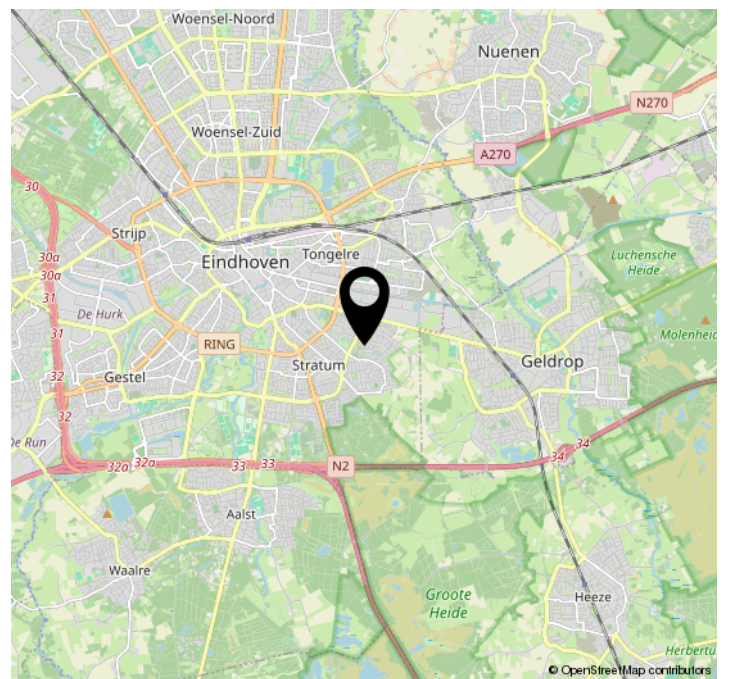 Woensel-Noord
Nuenen
N270
Woensel-Zuid
A270
30
Strijp
Tongelre
30a
Eindhoven
Luchensche
Heide
30a
31
De Hurk
31
RING
Molenheid
Stratum
Geldrop
32
Gestel
32
De Run
34
34
32a
32a
33
33
N2
Aalst
Waalre
Groote
Heide
Heeze
Herbertu
© OpenStreetMap contributors